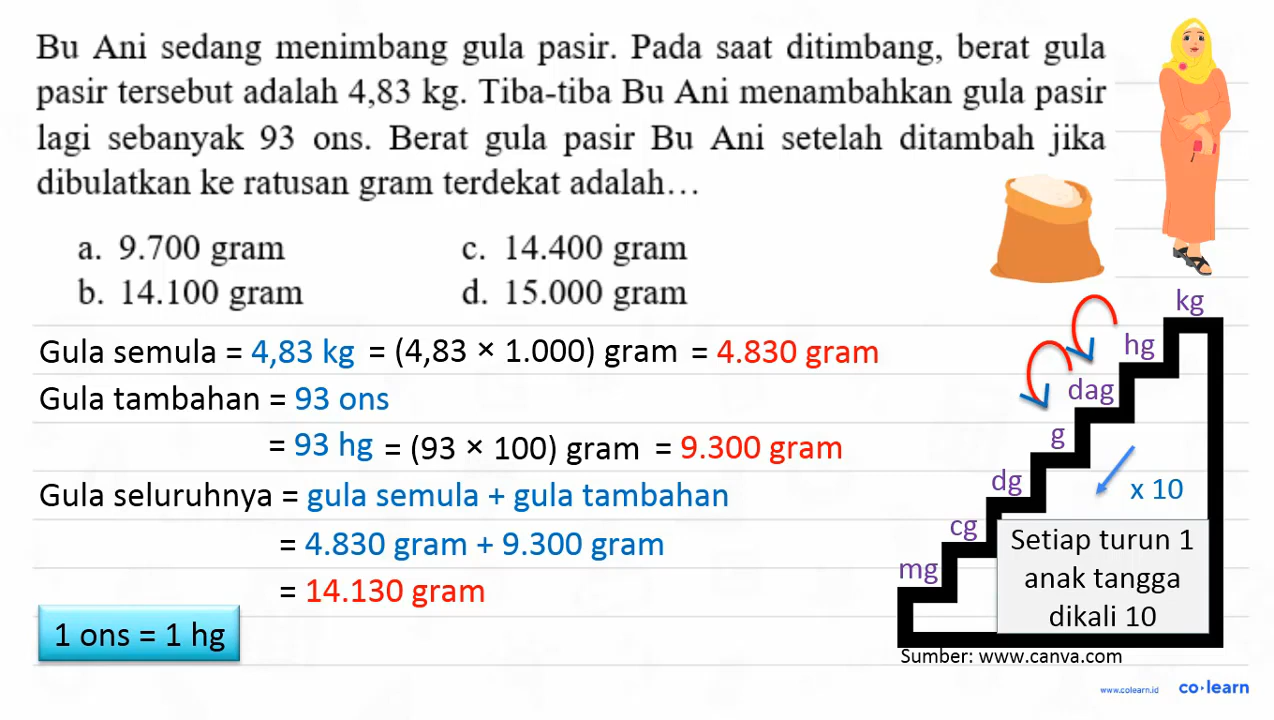 Bu Ani sedang menimbang gula pasir. Pada saat ditimbang, berat gula
pasir tersebut adalah 4,83 kg. Tiba-tiba Bu Ani menambahkan gula pasir
lagi sebanyak 93 ons. Berat gula pasir Bu Ani setelah ditambah jika
dibulatkan ke ratusan gram terdekat adalah…
a. 9.700 gram
c. 14.400 gram
b. 14.100 gram
d. 15.000 gram
Gula semula = 4,83 kg = (4,83 × 1.000) gram = 4.830 gram
Gula tambahan = 93 ons
= 93 hg = (93 × 100) gram = 9.300 gram
Gula seluruhnya = gula semula + gula tambahan
= 4.830 gram + 9.300 gram
= 14.130 gram
1 ons = 1 hg
kg
hg
dag
g
dg
cg
mg
x 10
Setiap turun 1
anak tangga
dikali 10
Sumber: www.canva.com
www.colearn.id
co·learn